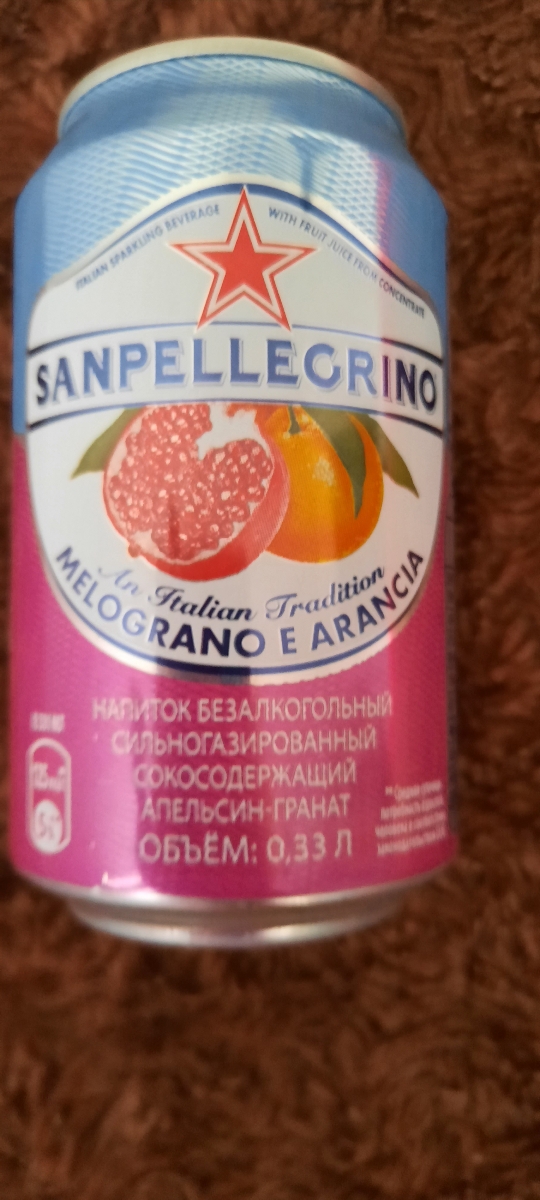 ITALIAN SPARKLING BEVERAGE WITH FRUIT JUICE FROM CONCENTRATE
SANPELLEGRINO
An Italian Tradition
MELOGRANO E ARANCIA
НАПИТОК БЕЗАЛКОГОЛЬНЫЙ
СИЛЬНОГАЗИРОВАННЫЙ
СОКОСОДЕРЖАЩИЙ
АПЕЛЬСИН-ГРАНАТ
ОБЪЁМ: 0,33 Л